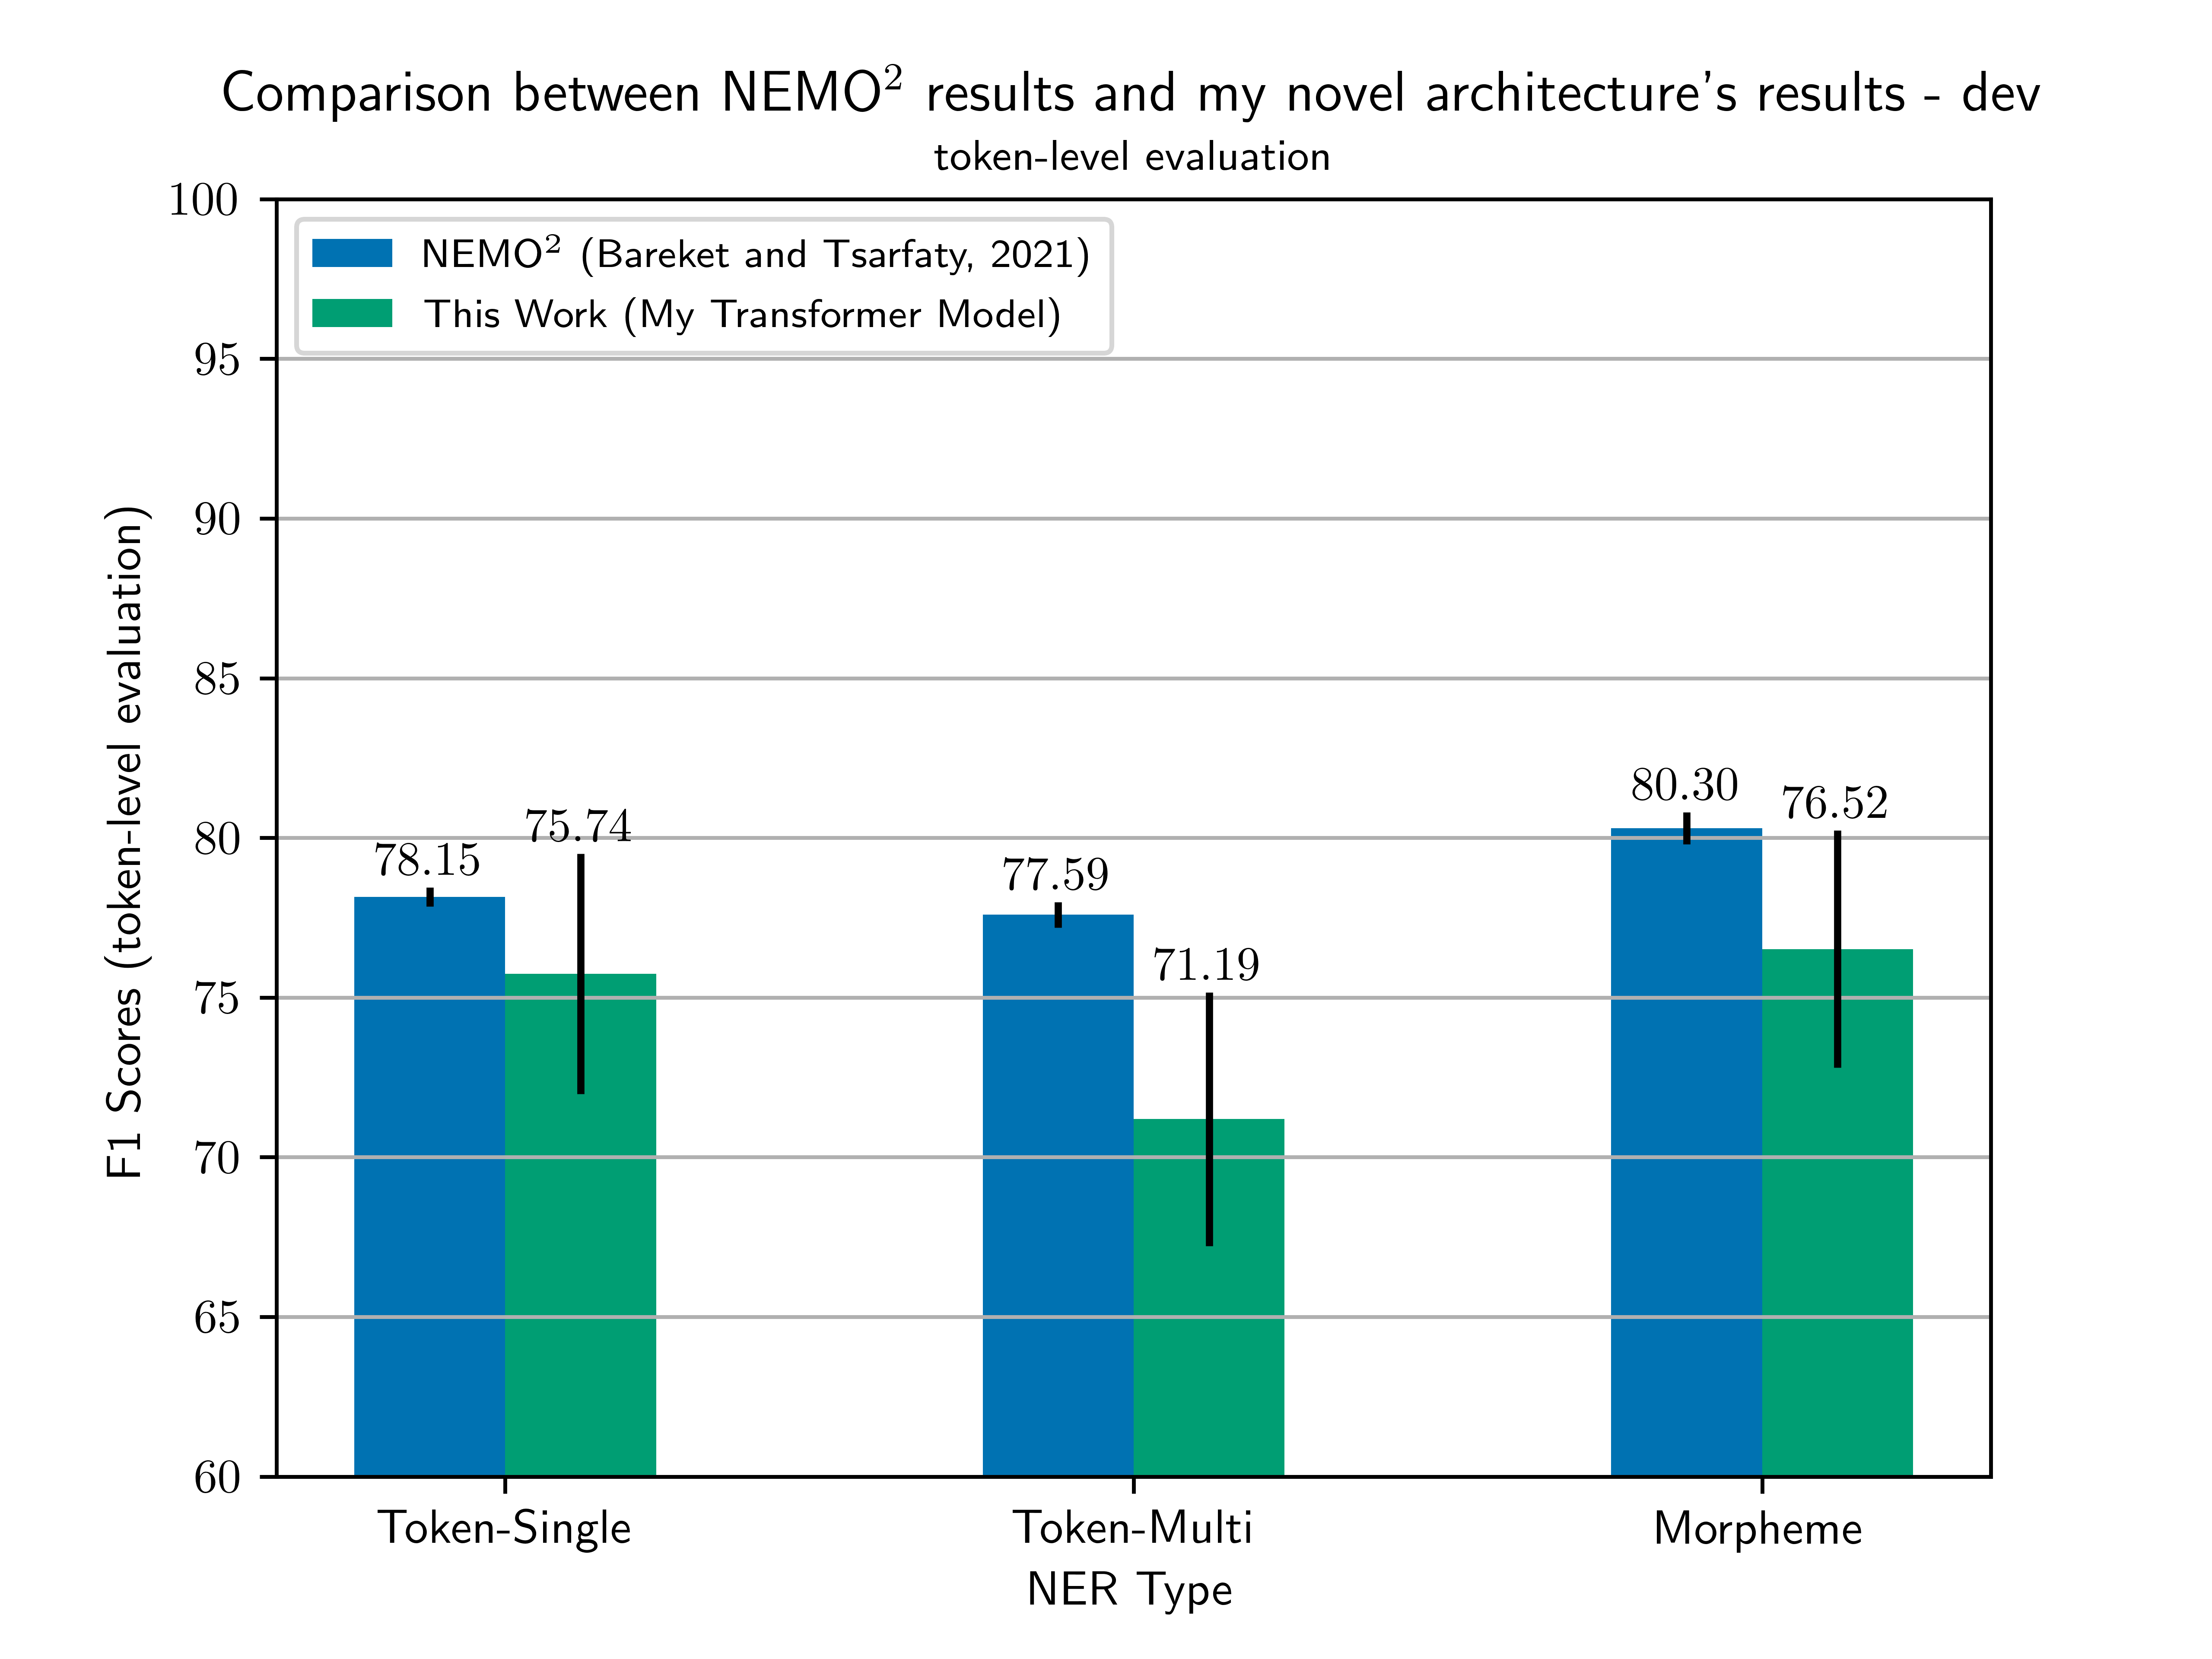 Comparison between NEMO² results and my novel architecture's results - dev
token-level evaluation
NEMO² (Bareket and Tsarfaty, 2021)
This Work (My Transformer Model)
F1 Scores (token-level evaluation)
100
95
90
85
80
75
70
65
60
78.15
75.74
77.59
71.19
80.30
76.52
Token-Single
Token-Multi
Morpheme
NER Type